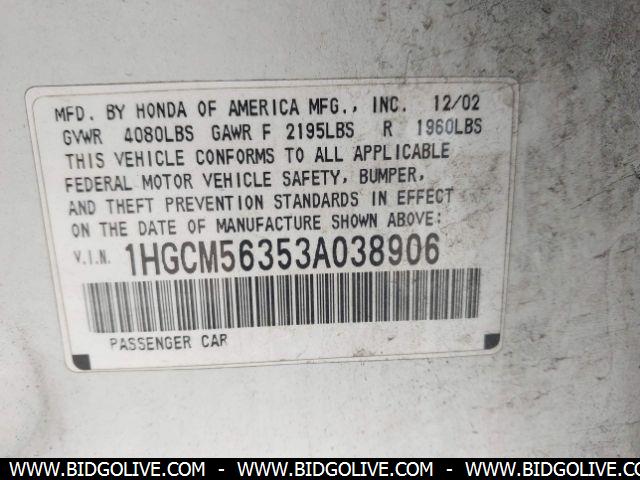 MFD. BY HONDA OF AMERICA MFG., INC. 12/02
GVWR 4080LBS GAWR F 2195LBS R 1960LBS
THIS VEHICLE CONFORMS TO ALL APPLICABLE
FEDERAL MOTOR VEHICLE SAFETY, BUMPER,
AND THEFT PREVENTION STANDARDS IN EFFECT
ON THE DATE OF MANUFACTURE SHOWN ABOVE:
V.I.N. 1HGCM56353A038906
PASSENGER CAR
WWW.BIDGOLIVE.COM - WWW.BIDGOLIVE.COM - WWW.BIDGOLIVE.COM